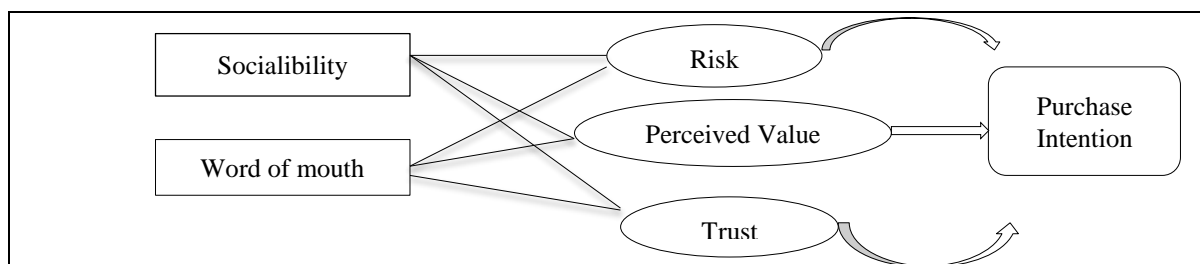 Socialibility
Risk
Purchase
Intention
Perceived Value
Word of mouth
Trust